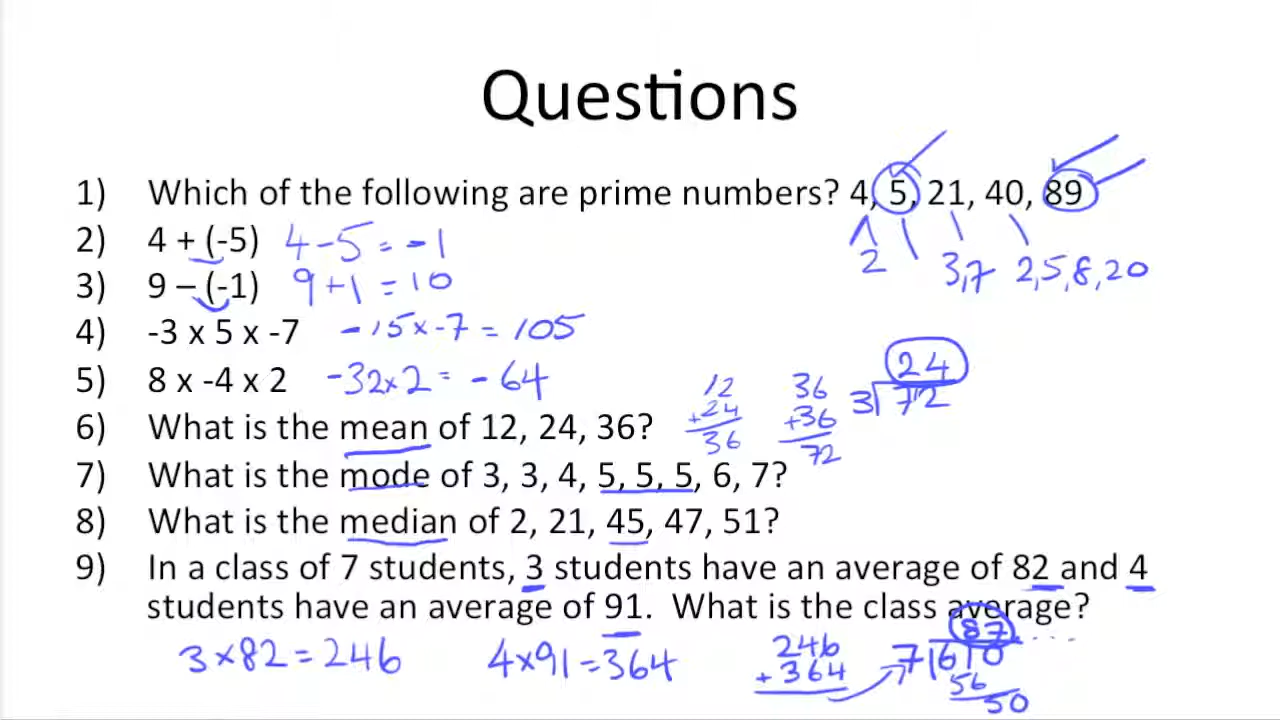 Questions
1) Which of the following are prime numbers? 4, 5, 21, 40, 89
2 3,7 2,5,8,20
2) 4 + (-5) 4-5=-1
3) 9 – (-1) 9+1=10
4) -3 x 5 x -7 -15x-7=105
5) 8 x -4 x 2 -32x2=-64
24
3 72
12
+24
36
36
+36
72
6) What is the mean of 12, 24, 36?
7) What is the mode of 3, 3, 4, 5, 5, 5, 6, 7?
8) What is the median of 2, 21, 45, 47, 51?
9) In a class of 7 students, 3 students have an average of 82 and 4
students have an average of 91. What is the class average?
3x82=246 4x91=364
246
+364
87....
7 610
56
50